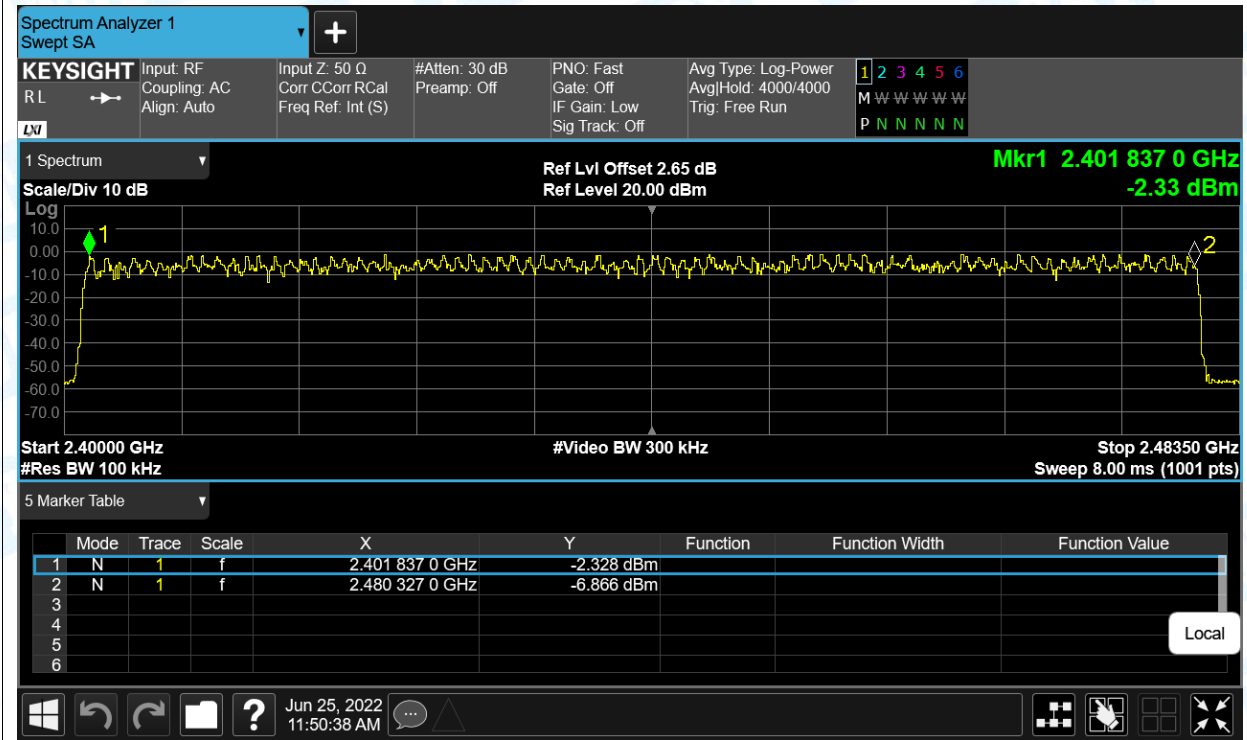 Spectrum Analyzer 1
Swept SA
KEYSIGHT
R L
LXI
Input: RF
Coupling: AC
Align: Auto
Input Z: 50 Ω
Corr CCorr RCal
Freq Ref: Int (S)
#Atten: 30 dB
Preamp: Off
PNO: Fast
Gate: Off
IF Gain: Low
Sig Track: Off
Avg Type: Log-Power
Avg|Hold: 4000/4000
Trig: Free Run
1 2 3 4 5 6
M W W W W W
P N N N N N
1 Spectrum
Scale/Div 10 dB
Ref Lvl Offset 2.65 dB
Ref Level 20.00 dBm
Mkr1 2.401 837 0 GHz
-2.33 dBm
Log
10.0
0.00
-10.0
-20.0
-30.0
-40.0
-50.0
-60.0
-70.0
1
2
Start 2.40000 GHz
#Res BW 100 kHz
#Video BW 300 kHz
Stop 2.48350 GHz
Sweep 8.00 ms (1001 pts)
5 Marker Table
Mode Trace Scale X Y Function Function Width Function Value
1 N 1 f 2.401 837 0 GHz -2.328 dBm
2 N 1 f 2.480 327 0 GHz -6.866 dBm
3
4
5
6
Local
?
Jun 25, 2022
11:50:38 AM